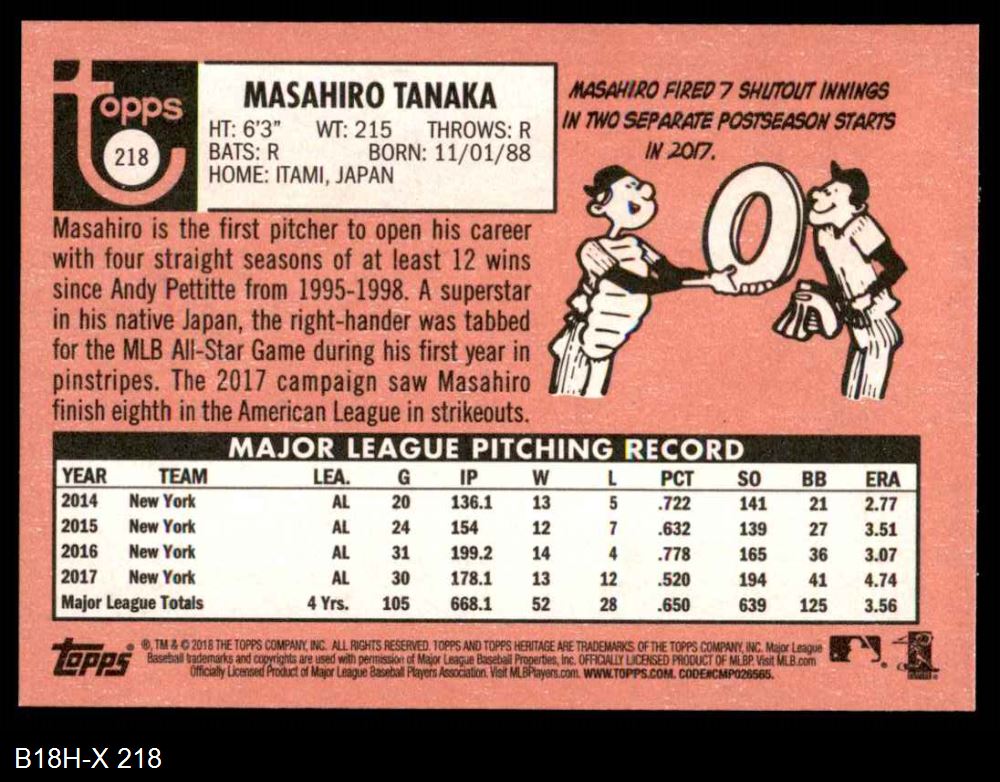 topps
218
MASAHIRO TANAKA
HT: 6'3" WT: 215 THROWS: R
BATS: R BORN: 11/01/88
HOME: ITAMI, JAPAN
MASAHIRO FIRED 7 SHUTOUT INNINGS
IN TWO SEPARATE POSTSEASON STARTS
IN 2017.
0
Masahiro is the first pitcher to open his career
with four straight seasons of at least 12 wins
since Andy Pettitte from 1995-1998. A superstar
in his native Japan, the right-hander was tabbed
for the MLB All-Star Game during his first year in
pinstripes. The 2017 campaign saw Masahiro
finish eighth in the American League in strikeouts.
MAJOR LEAGUE PITCHING RECORD
YEAR TEAM LEA. G IP W L PCT SO BB ERA
2014 New York AL 20 136.1 13 5 .722 141 21 2.77
2015 New York AL 24 154 12 7 .632 139 27 3.51
2016 New York AL 31 199.2 14 4 .778 165 36 3.07
2017 New York AL 30 178.1 13 12 .520 194 41 4.74
Major League Totals 4 Yrs. 105 668.1 52 28 .650 639 125 3.56
topps
®, TM & © 2018 THE TOPPS COMPANY, INC. ALL RIGHTS RESERVED. TOPPS AND TOPPS HERITAGE ARE TRADEMARKS OF THE TOPPS COMPANY, INC. Major League
Baseball trademarks and copyrights are used with permission of Major League Baseball Properties, Inc. OFFICIALLY LICENSED PRODUCT OF MLBP. Visit MLB.com
Officially Licensed Product of Major League Baseball Players Association. Visit MLBPlayers.com. WWW.TOPPS.COM. CODE#CMP026565.
B18H-X 218